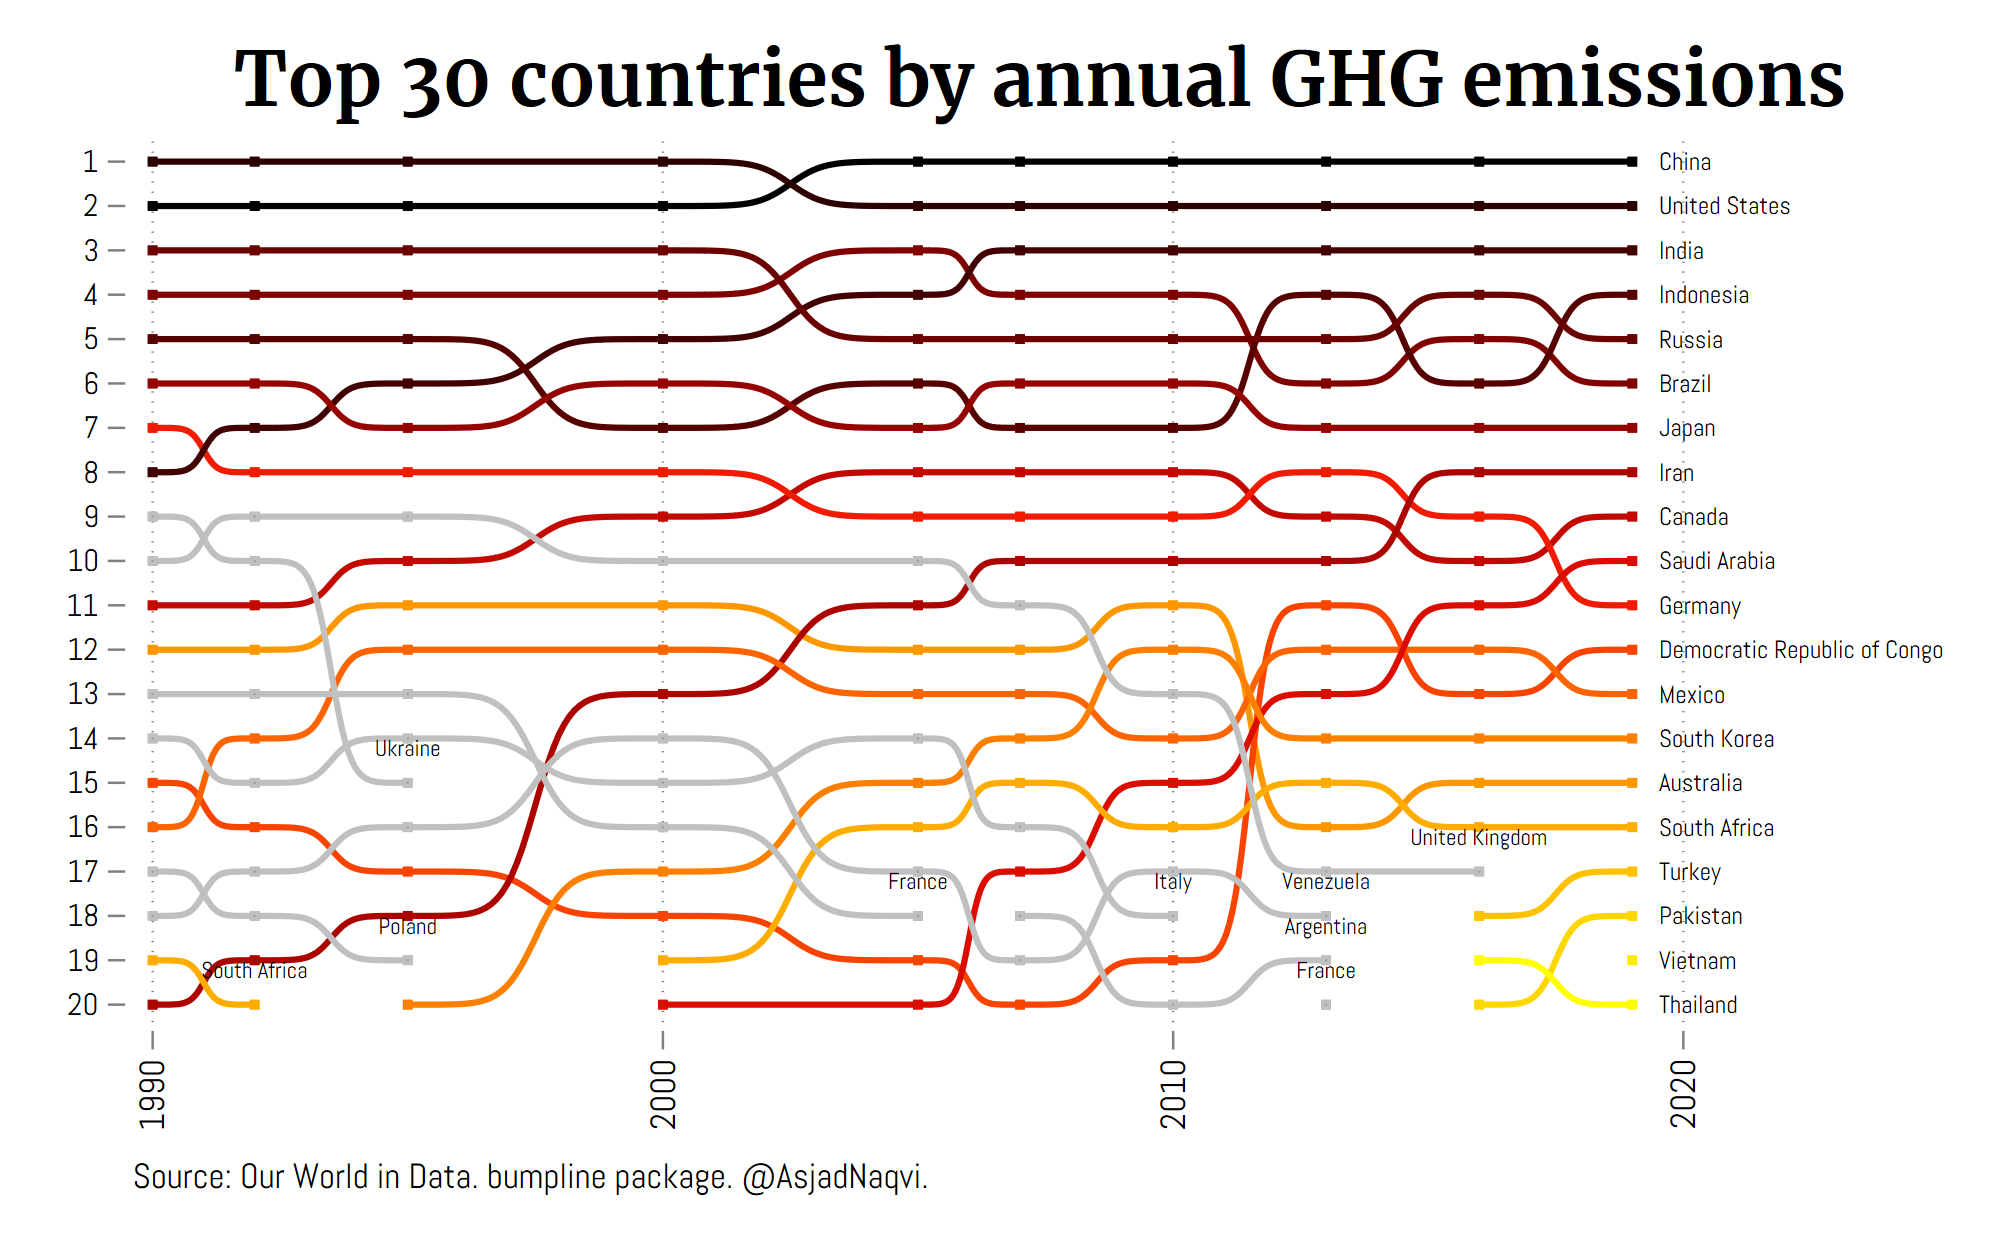 Top 30 countries by annual GHG emissions
1
China
2
United States
3
India
4
Indonesia
5
Russia
6
Brazil
7
Japan
8
Iran
9
Canada
10
Saudi Arabia
11
Germany
12
Democratic Republic of Congo
13
Mexico
14
Ukraine
South Korea
15
Australia
16
United Kingdom
South Africa
17
France
Italy
Venezuela
Turkey
18
Poland
Argentina
Pakistan
19
South Africa
France
Vietnam
20
Thailand
1990
2000
2010
2020
Source: Our World in Data. bumpline package. @AsjadNaqvi.